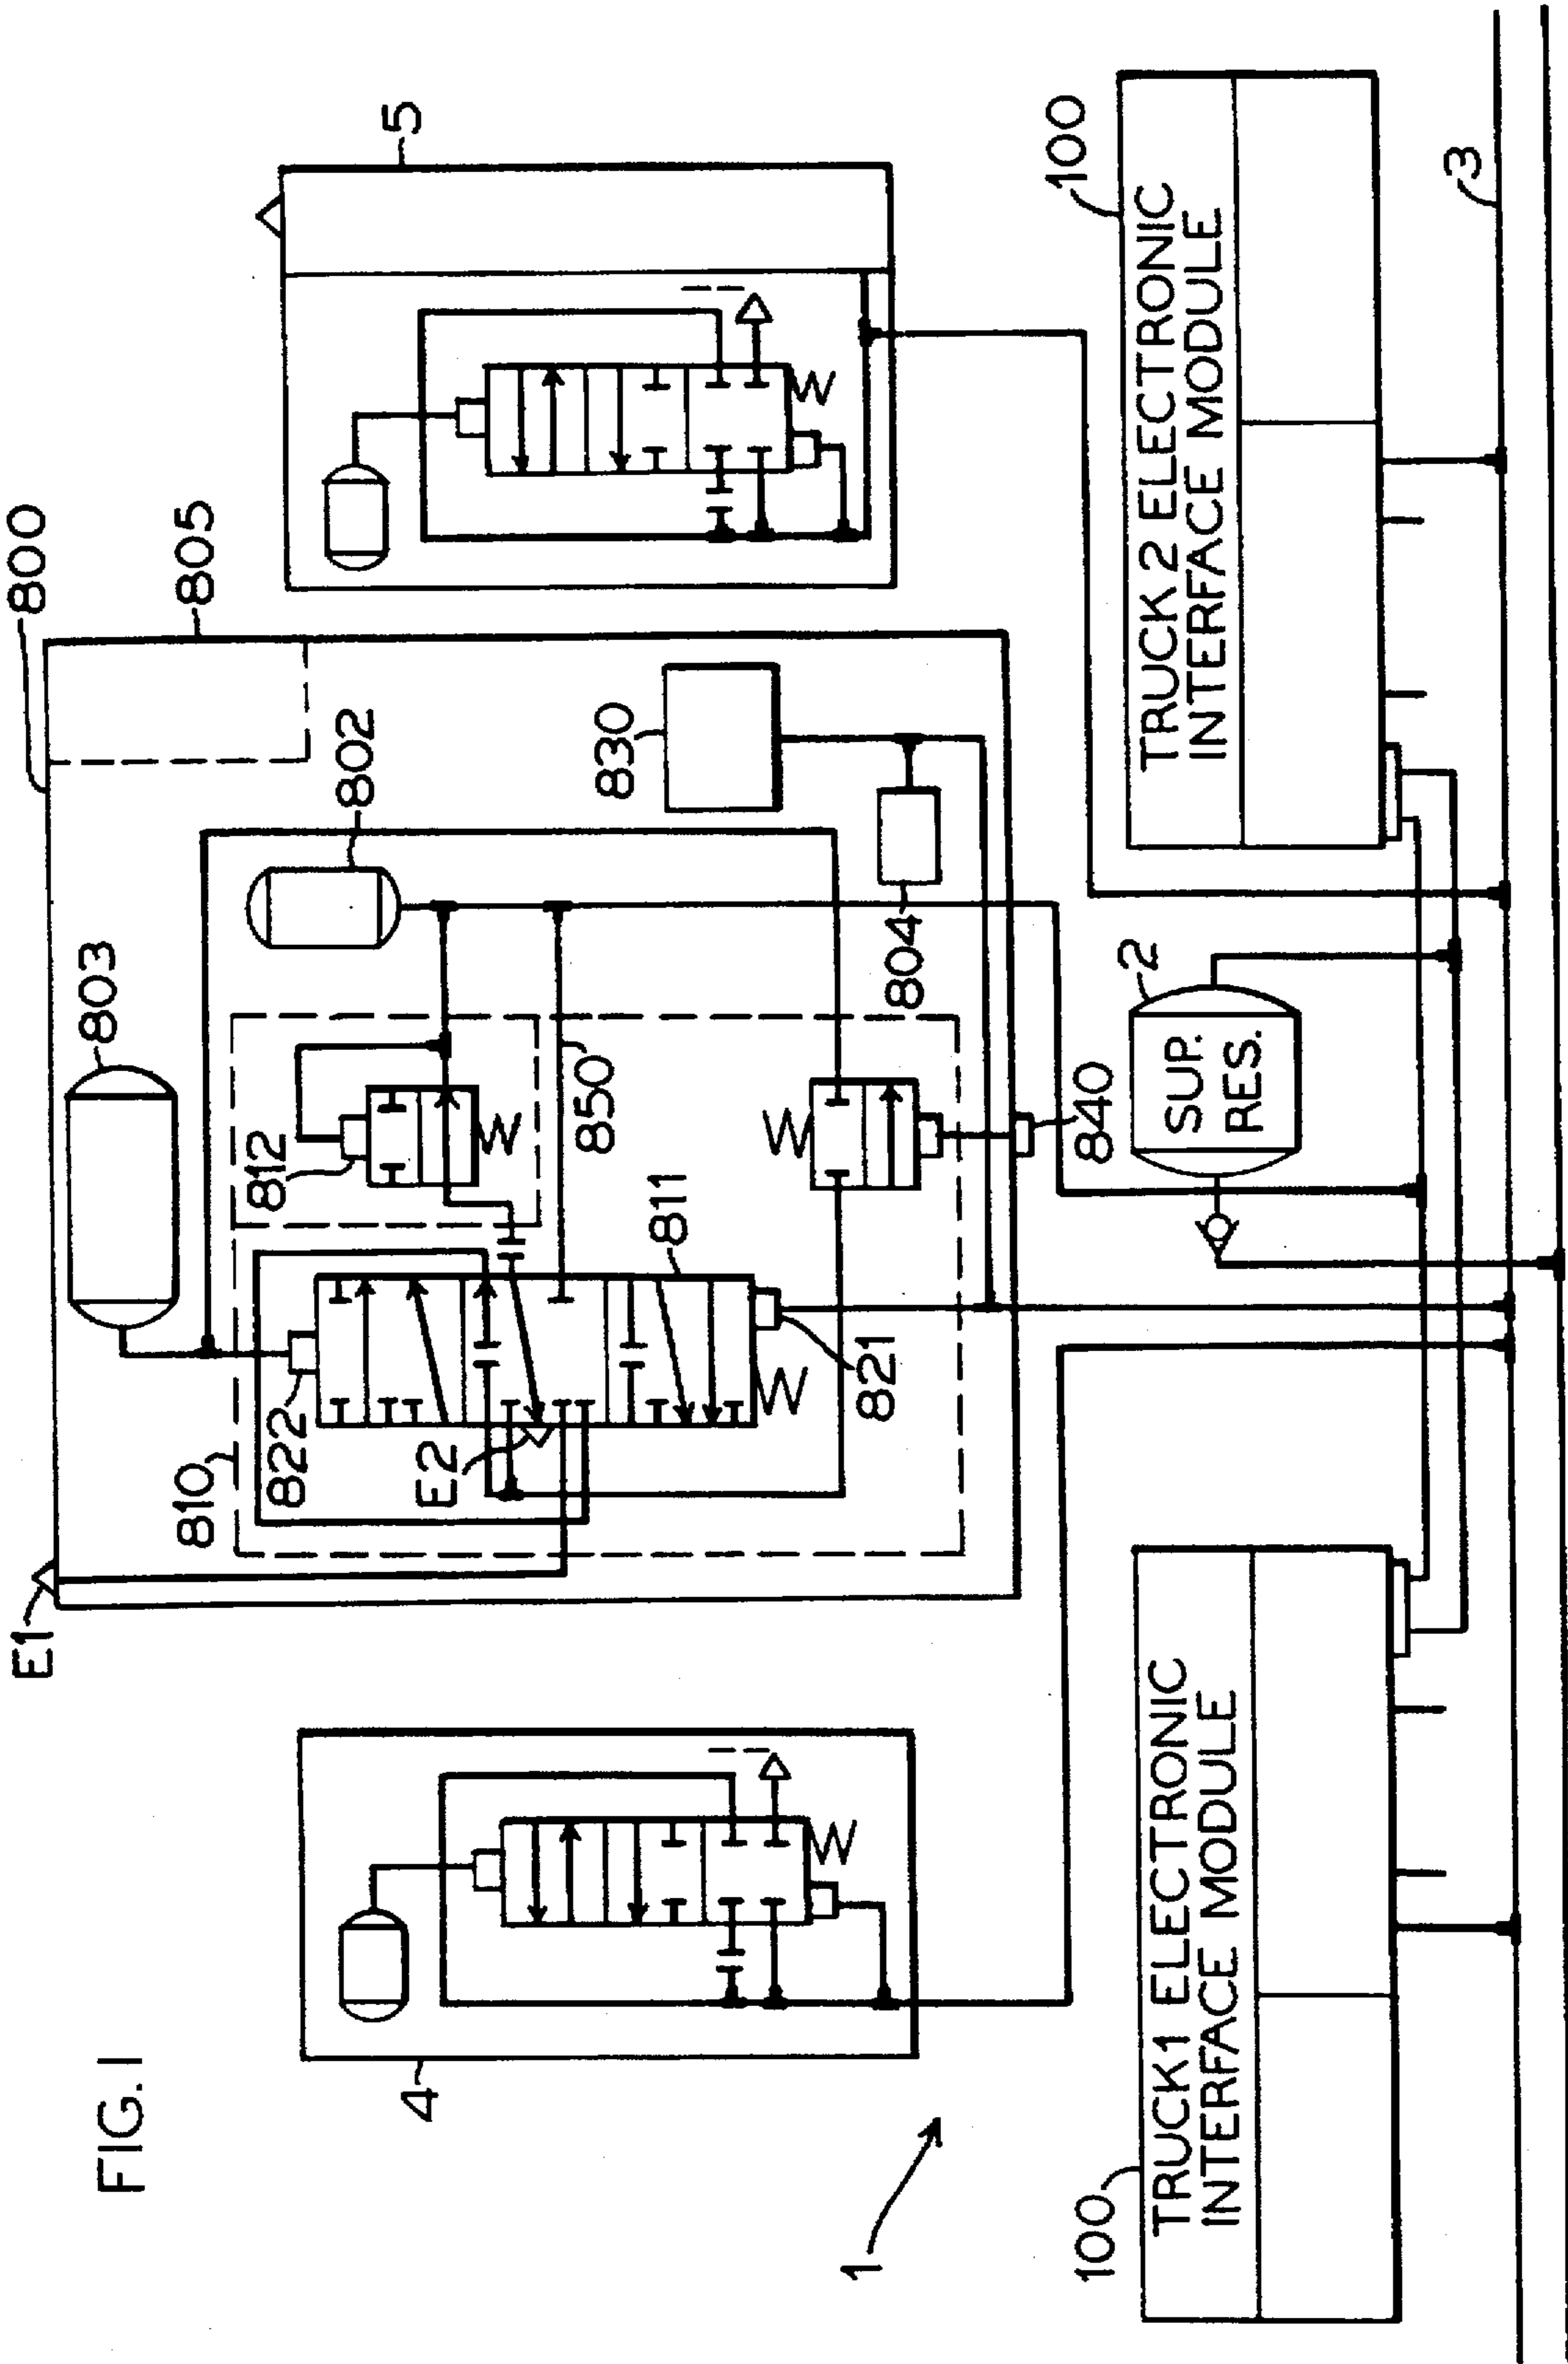 FIG.1
1
4
E1
810
822
E2
821
811
803
812
850
802
840
804
830
800
805
5
100
TRUCK1 ELECTRONIC
INTERFACE MODULE
2
SUP.
RES.
100
TRUCK 2 ELECTRONIC
INTERFACE MODULE
3